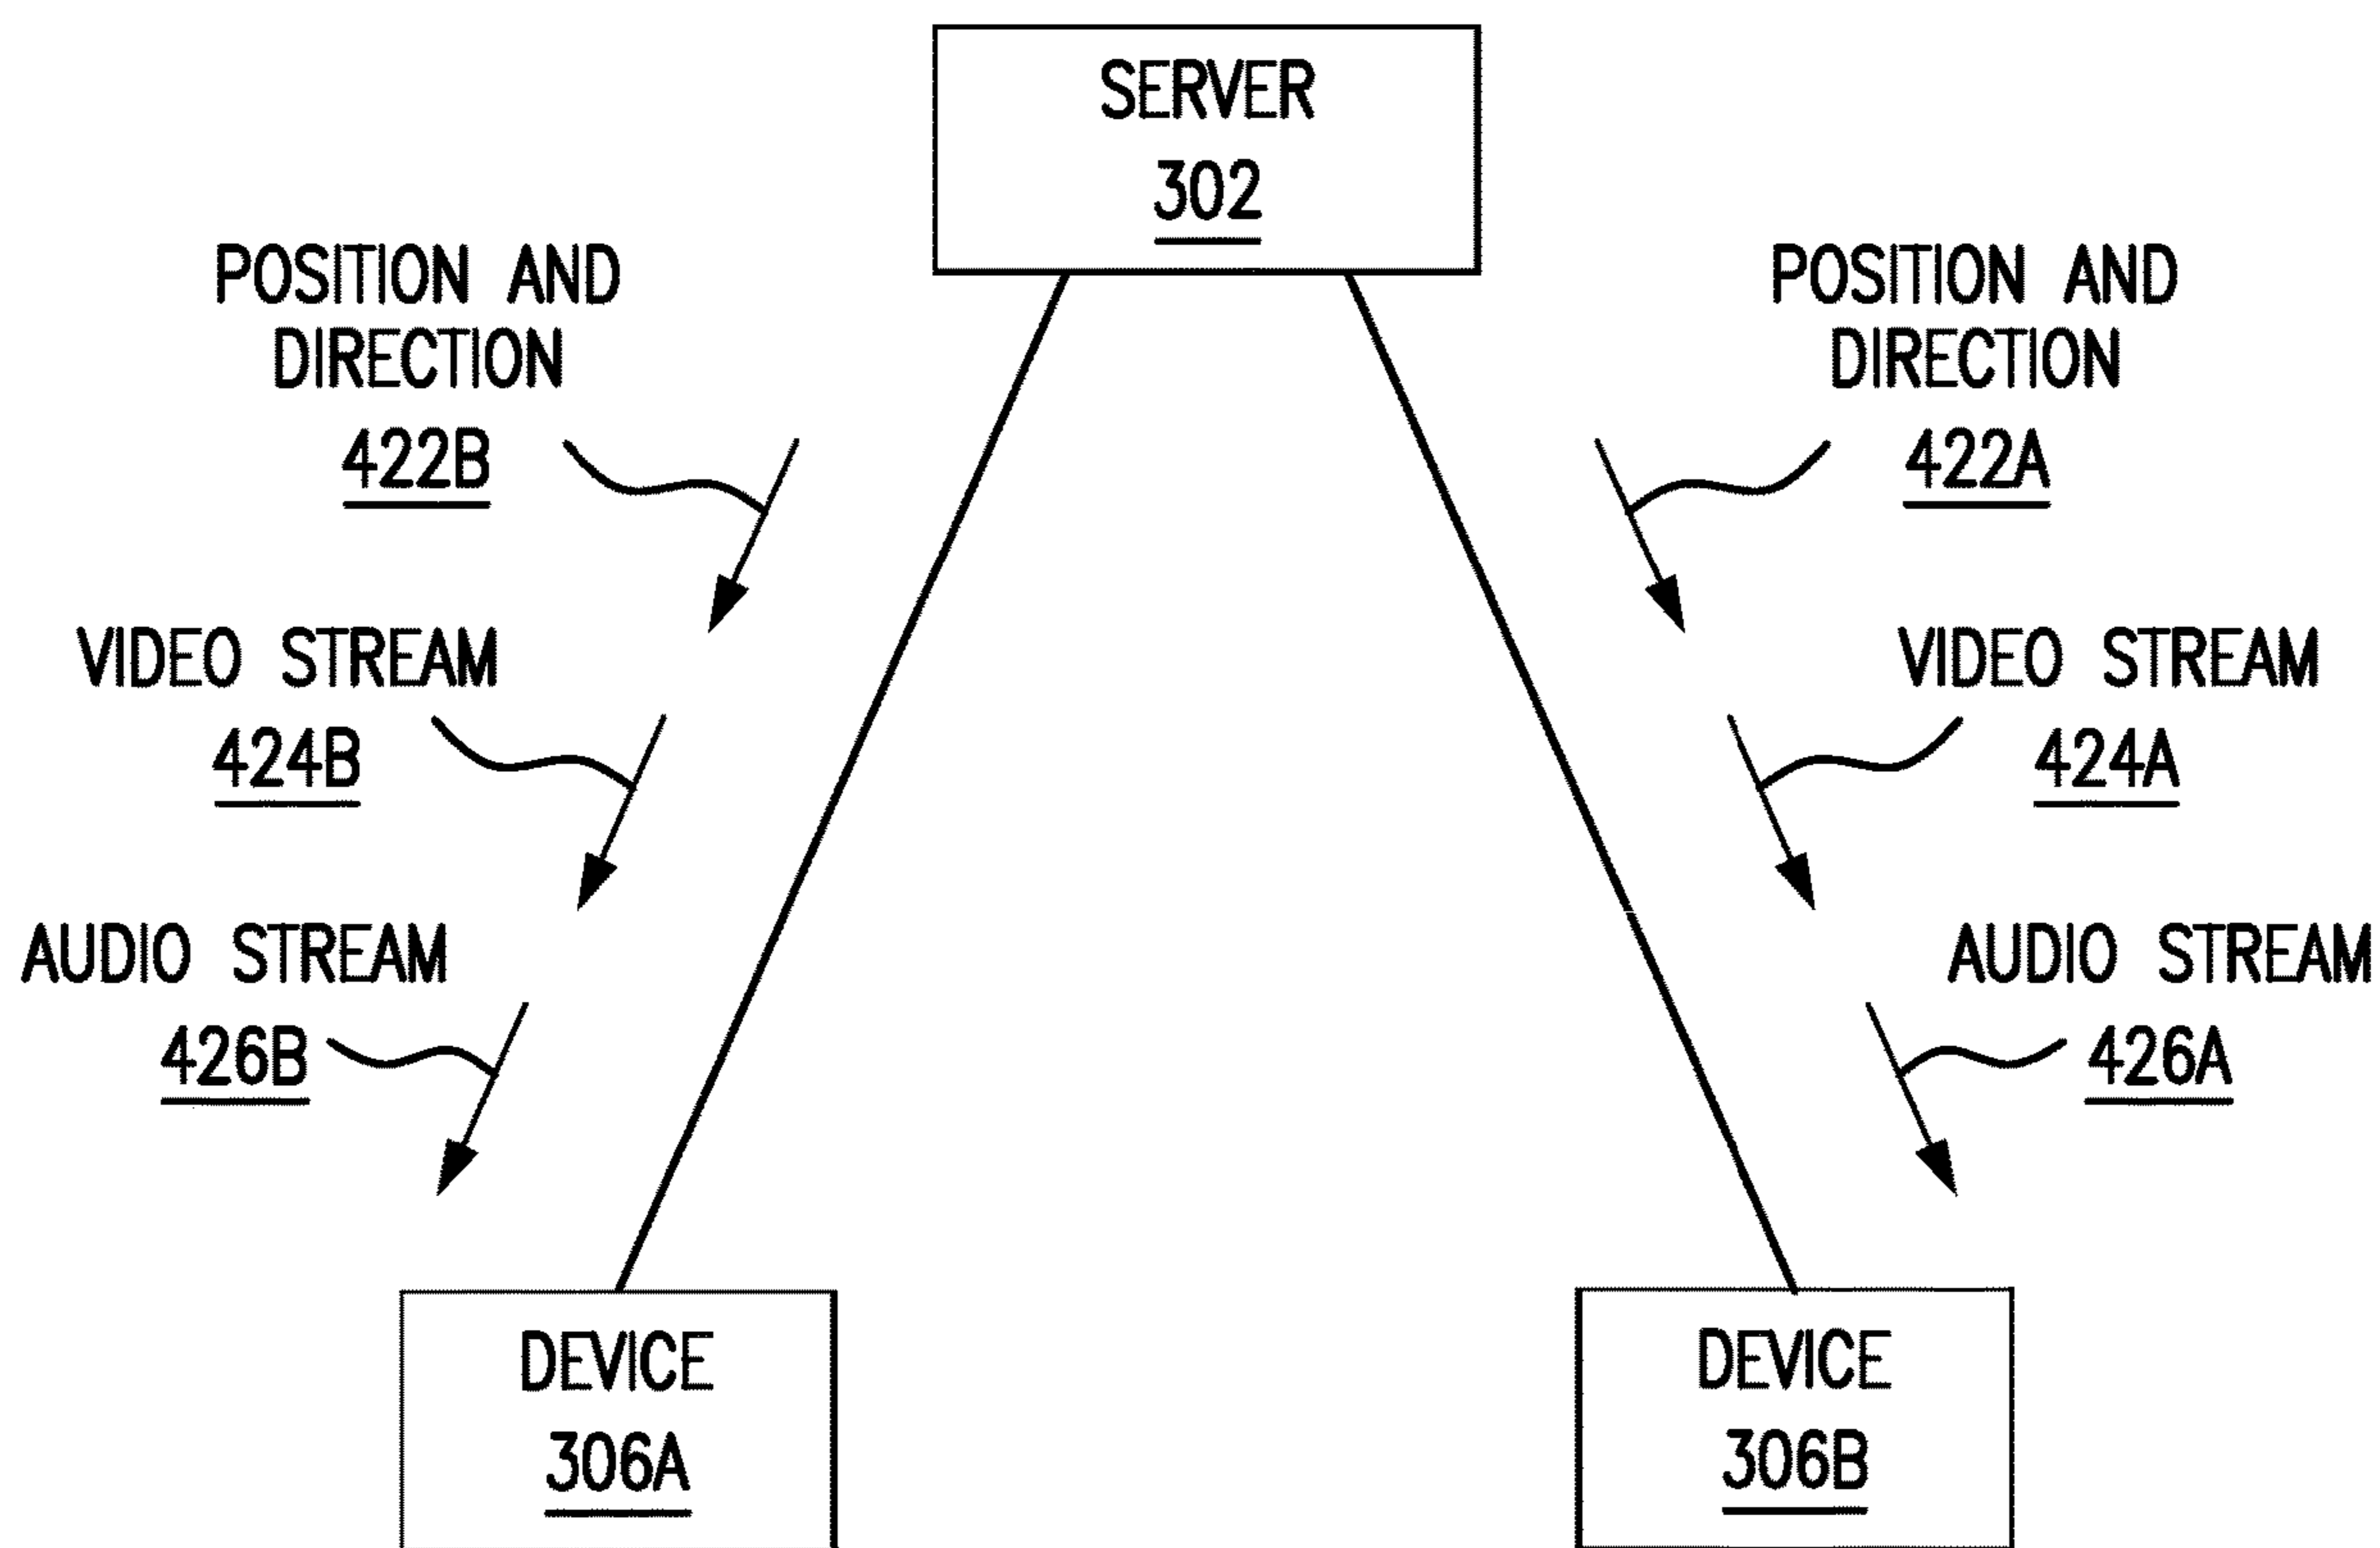 SERVER
302
POSITION AND
DIRECTION
422B
POSITION AND
DIRECTION
422A
VIDEO STREAM
424B
VIDEO STREAM
424A
AUDIO STREAM
426B
AUDIO STREAM
426A
DEVICE
306A
DEVICE
306B